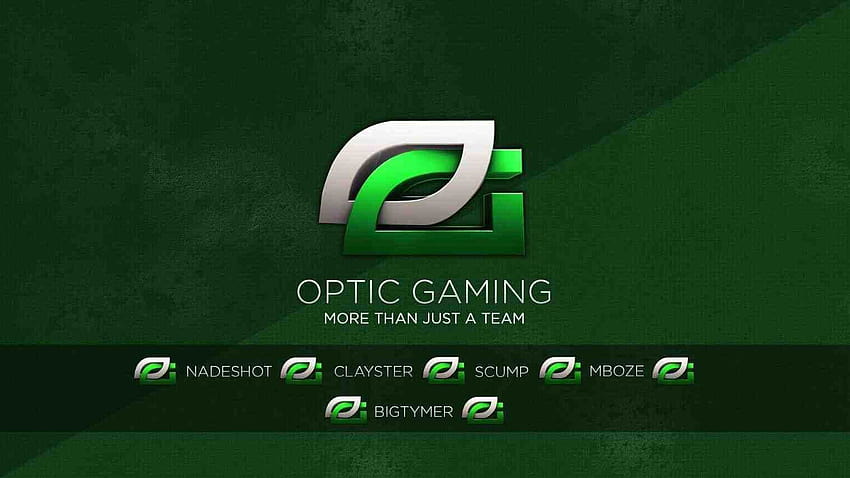 OPTIC GAMING
MORE THAN JUST A TEAM
NADESHOT CLAYSTER SCUMP MBOZE
BIGTYMER